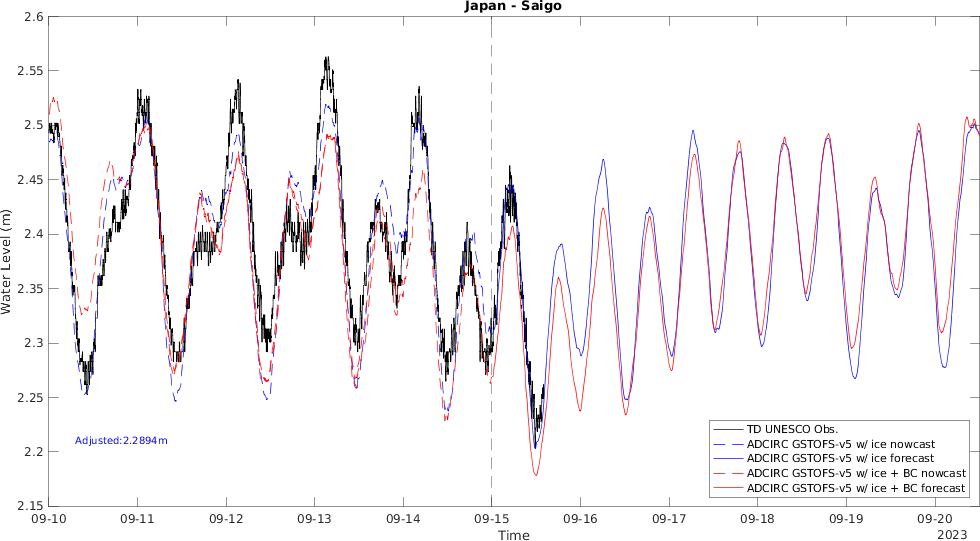 Japan - Saigo
2.6
2.55
2.5
2.45
2.4
2.35
2.3
2.25
2.2
2.15
Water Level (m)
Adjusted:2.2894m
TD UNESCO Obs.
ADCIRC GSTOFS-v5 w/ ice nowcast
ADCIRC GSTOFS-v5 w/ ice forecast
ADCIRC GSTOFS-v5 w/ ice + BC nowcast
ADCIRC GSTOFS-v5 w/ ice + BC forecast
09-10 09-11 09-12 09-13 09-14 09-15 09-16 09-17 09-18 09-19 09-20
Time
2023